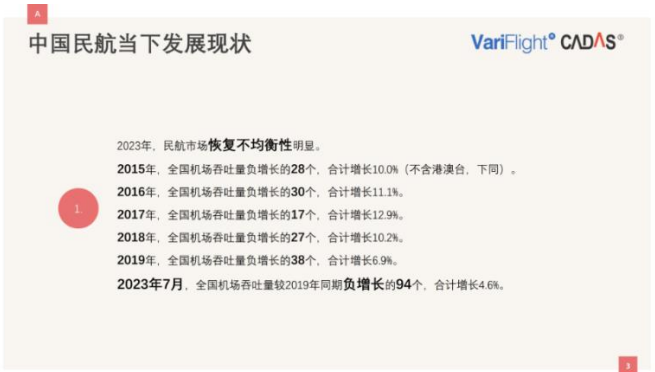 A
中国民航当下发展现状
VariFlight° CADAS®
2023年，民航市场恢复不均衡性明显。
2015年，全国机场吞吐量负增长的28个，合计增长10.0%（不含港澳台，下同）。
2016年，全国机场吞吐量负增长的30个，合计增长11.1%。
1.
2017年，全国机场吞吐量负增长的17个，合计增长12.9%。
2018年，全国机场吞吐量负增长的27个，合计增长10.2%。
2019年，全国机场吞吐量负增长的38个，合计增长6.9%。
2023年7月，全国机场吞吐量较2019年同期负增长的94个，合计增长4.6%。
3